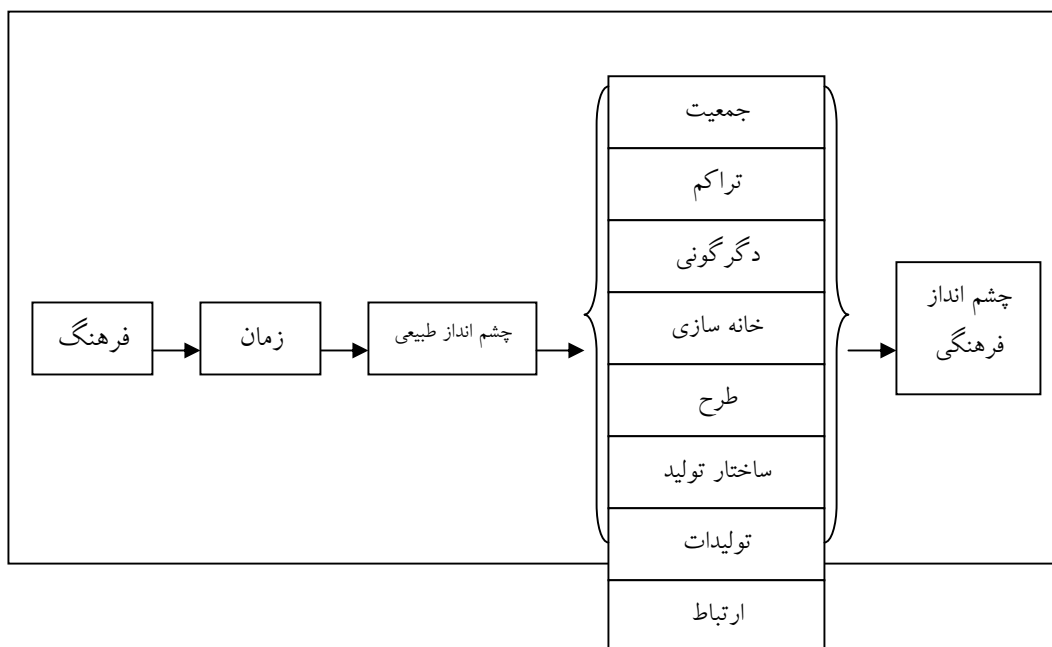 فرهنگ
زمان
چشم انداز طبیعی
جمعیت
تراکم
دگرگونی
خانه سازی
طرح
ساختار تولید
تولیدات
ارتباط
چشم انداز
فرهنگی